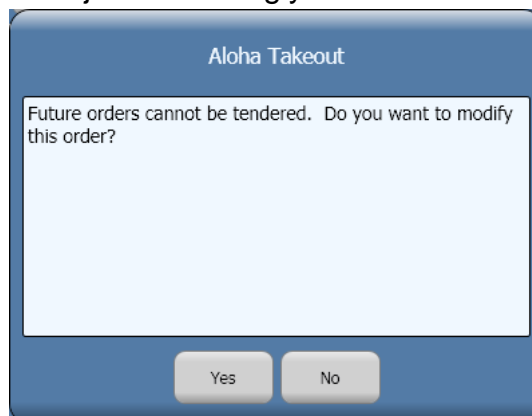 Aloha Takeout
Future orders cannot be tendered. Do you want to modify
this order?
Yes
No